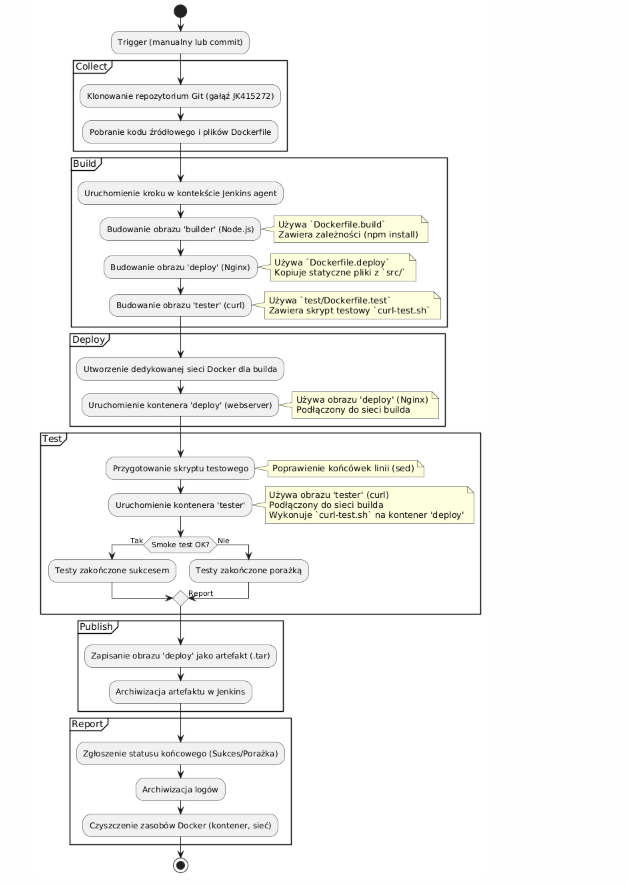 Trigger (manualny lub commit)
Collect
Klonowanie repozytorium Git (gałąź JK415272)
Pobranie kodu źródłowego i plików Dockerfile
Build
Uruchomienie kroku w kontekście Jenkins agent
Budowanie obrazu 'builder' (Node.js)
Używa `Dockerfile.build`
Zawiera zależności (npm install)
Budowanie obrazu 'deploy' (Nginx)
Używa `Dockerfile.deploy`
Kopiuje statyczne pliki z `src/`
Budowanie obrazu 'tester' (curl)
Używa `test/Dockerfile.test`
Zawiera skrypt testowy `curl-test.sh`
Deploy
Utworzenie dedykowanej sieci Docker dla builda
Uruchomienie kontenera 'deploy' (webserver)
Używa obrazu 'deploy' (Nginx)
Podłączony do sieci builda
Test
Przygotowanie skryptu testowego
Poprawienie końcówek linii (sed)
Uruchomienie kontenera 'tester'
Używa obrazu 'tester' (curl)
Podłączony do sieci builda
Wykonuje `curl-test.sh` na kontener 'deploy'
Tak
Smoke test OK?
Nie
Testy zakończone sukcesem
Testy zakończone porażką
Report
Publish
Zapisanie obrazu 'deploy' jako artefakt (.tar)
Archiwizacja artefaktu w Jenkins
Report
Zgłoszenie statusu końcowego (Sukces/Porażka)
Archiwizacja logów
Czyszczenie zasobów Docker (kontener, sieć)